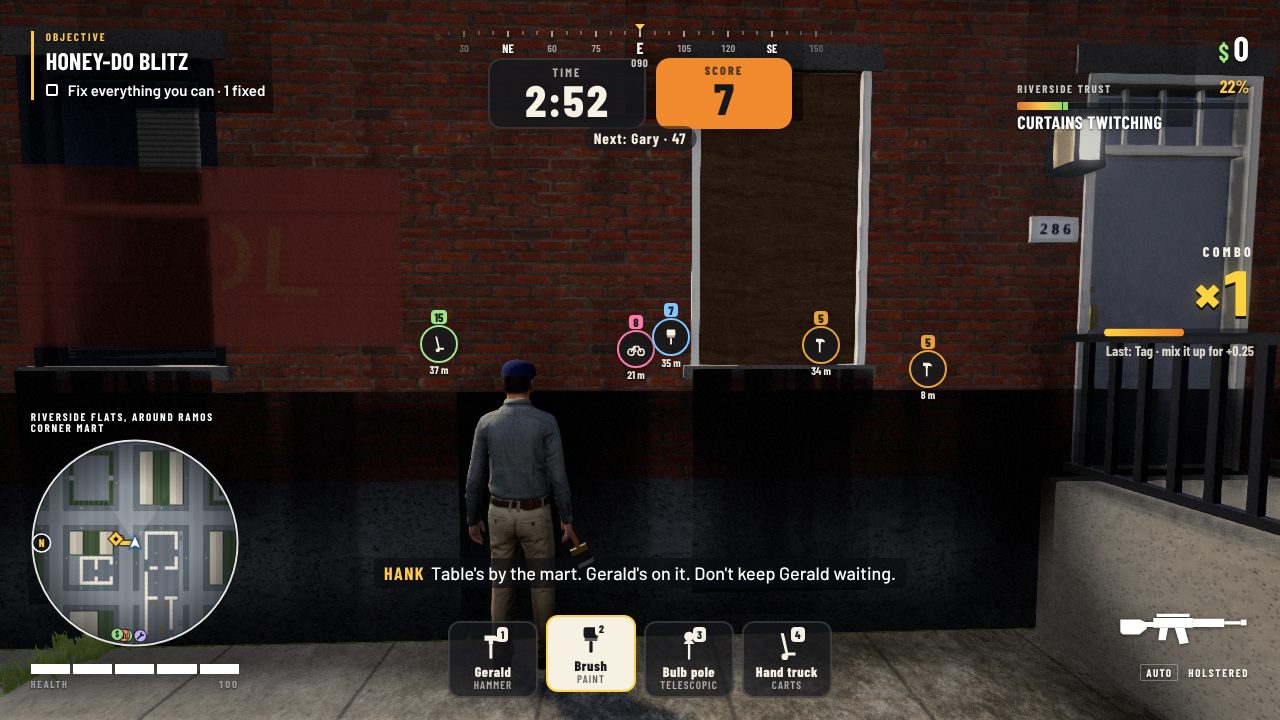 OBJECTIVE
HONEY-DO BLITZ
Fix everything you can · 1 fixed
30 NE 60 75 E 105 120 SE 150
090
TIME
2:52
SCORE
7
Next: Gary · 47
$0
RIVERSIDE TRUST 22%
CURTAINS TWITCHING
286
COMBO
×1
Last: Tag · mix it up for +0.25
15
37 m
8
21 m
7
35 m
5
34 m
5
8 m
RIVERSIDE FLATS, AROUND RAMOS
CORNER MART
N
HANK Table's by the mart. Gerald's on it. Don't keep Gerald waiting.
HEALTH 100
1
Gerald
HAMMER
2
Brush
PAINT
3
Bulb pole
TELESCOPIC
4
Hand truck
CARTS
AUTO HOLSTERED